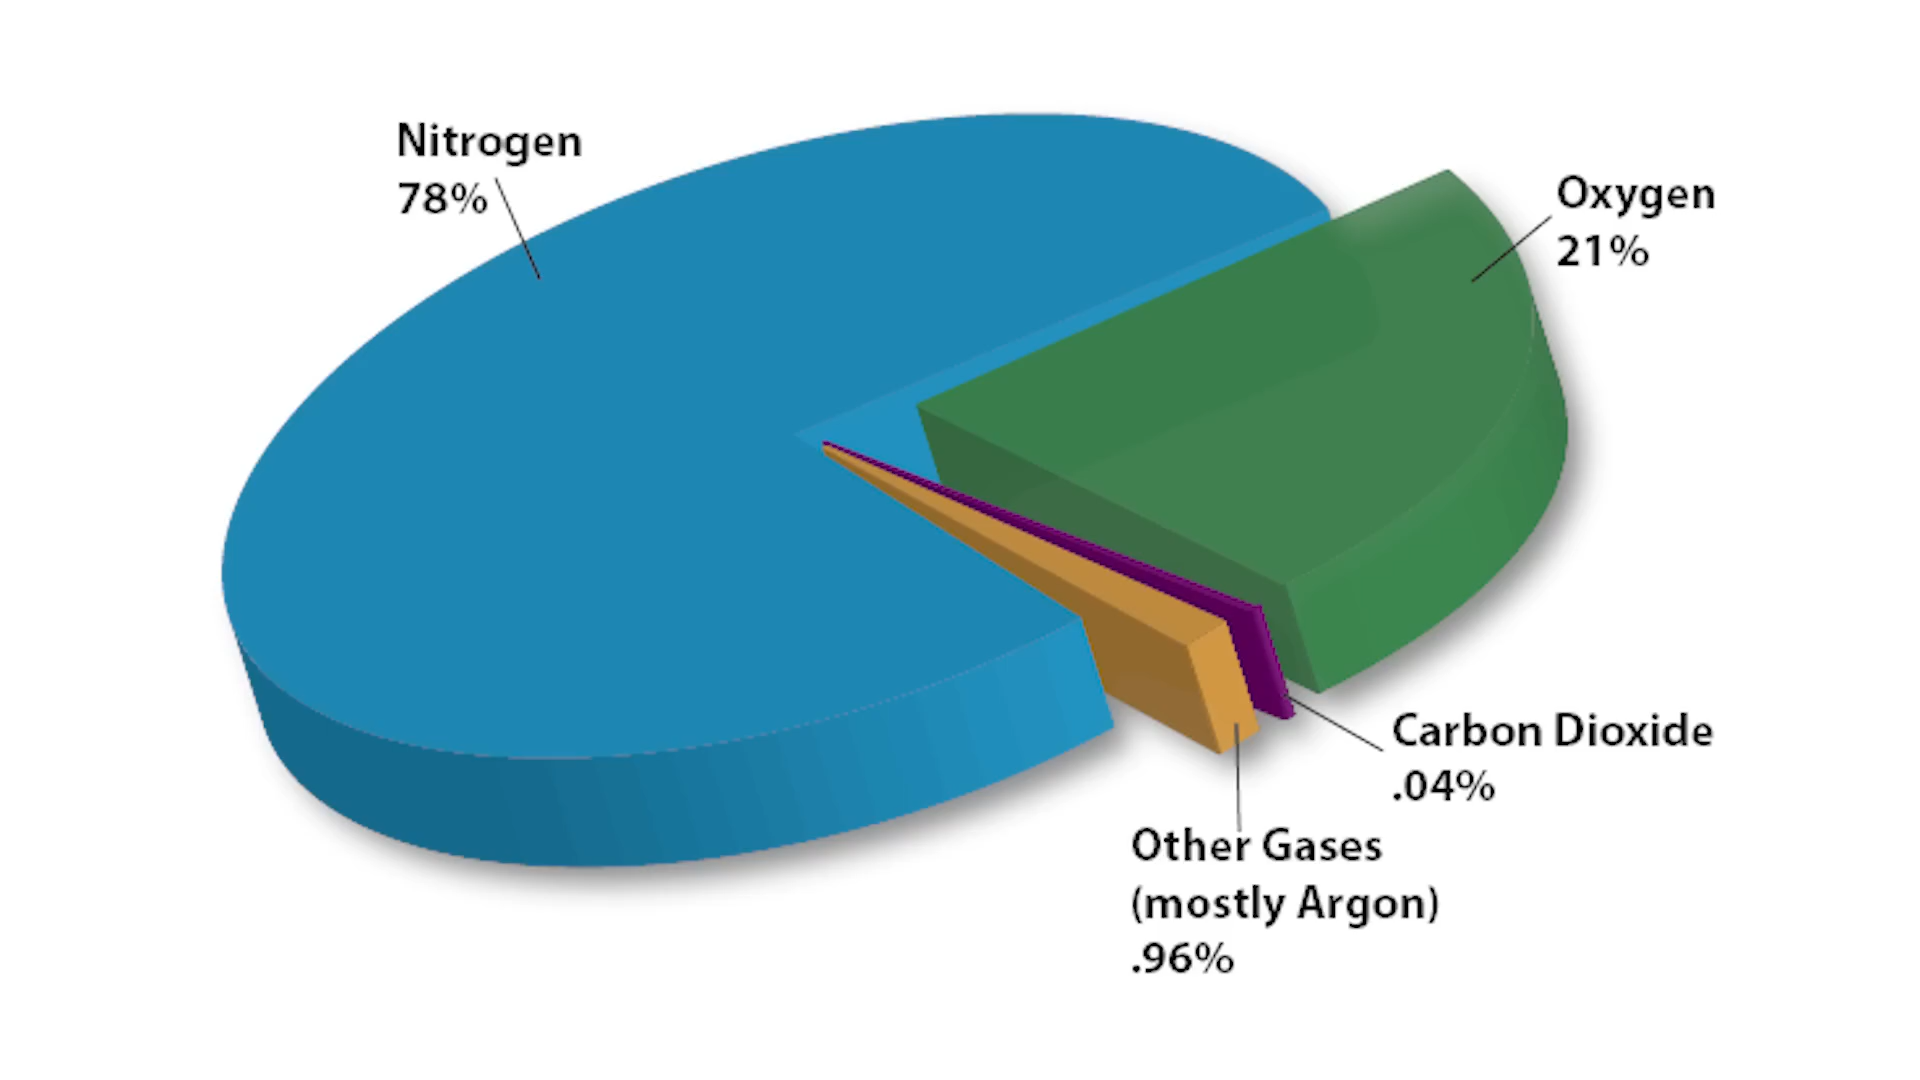 Nitrogen
78%
Oxygen
21%
Carbon Dioxide
.04%
Other Gases
(mostly Argon)
.96%